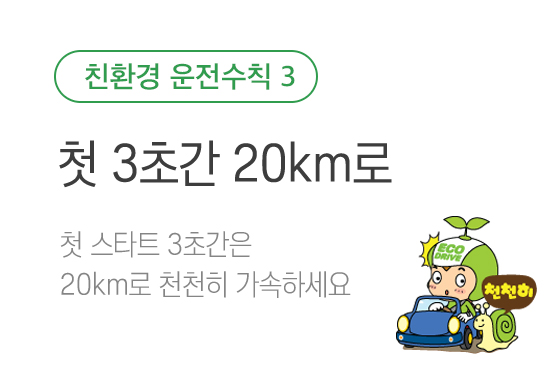 친환경 운전수칙 3
첫 3초간 20km로
첫 스타트 3초간은
20km로 천천히 가속하세요
ECO
DRIVE
천천히